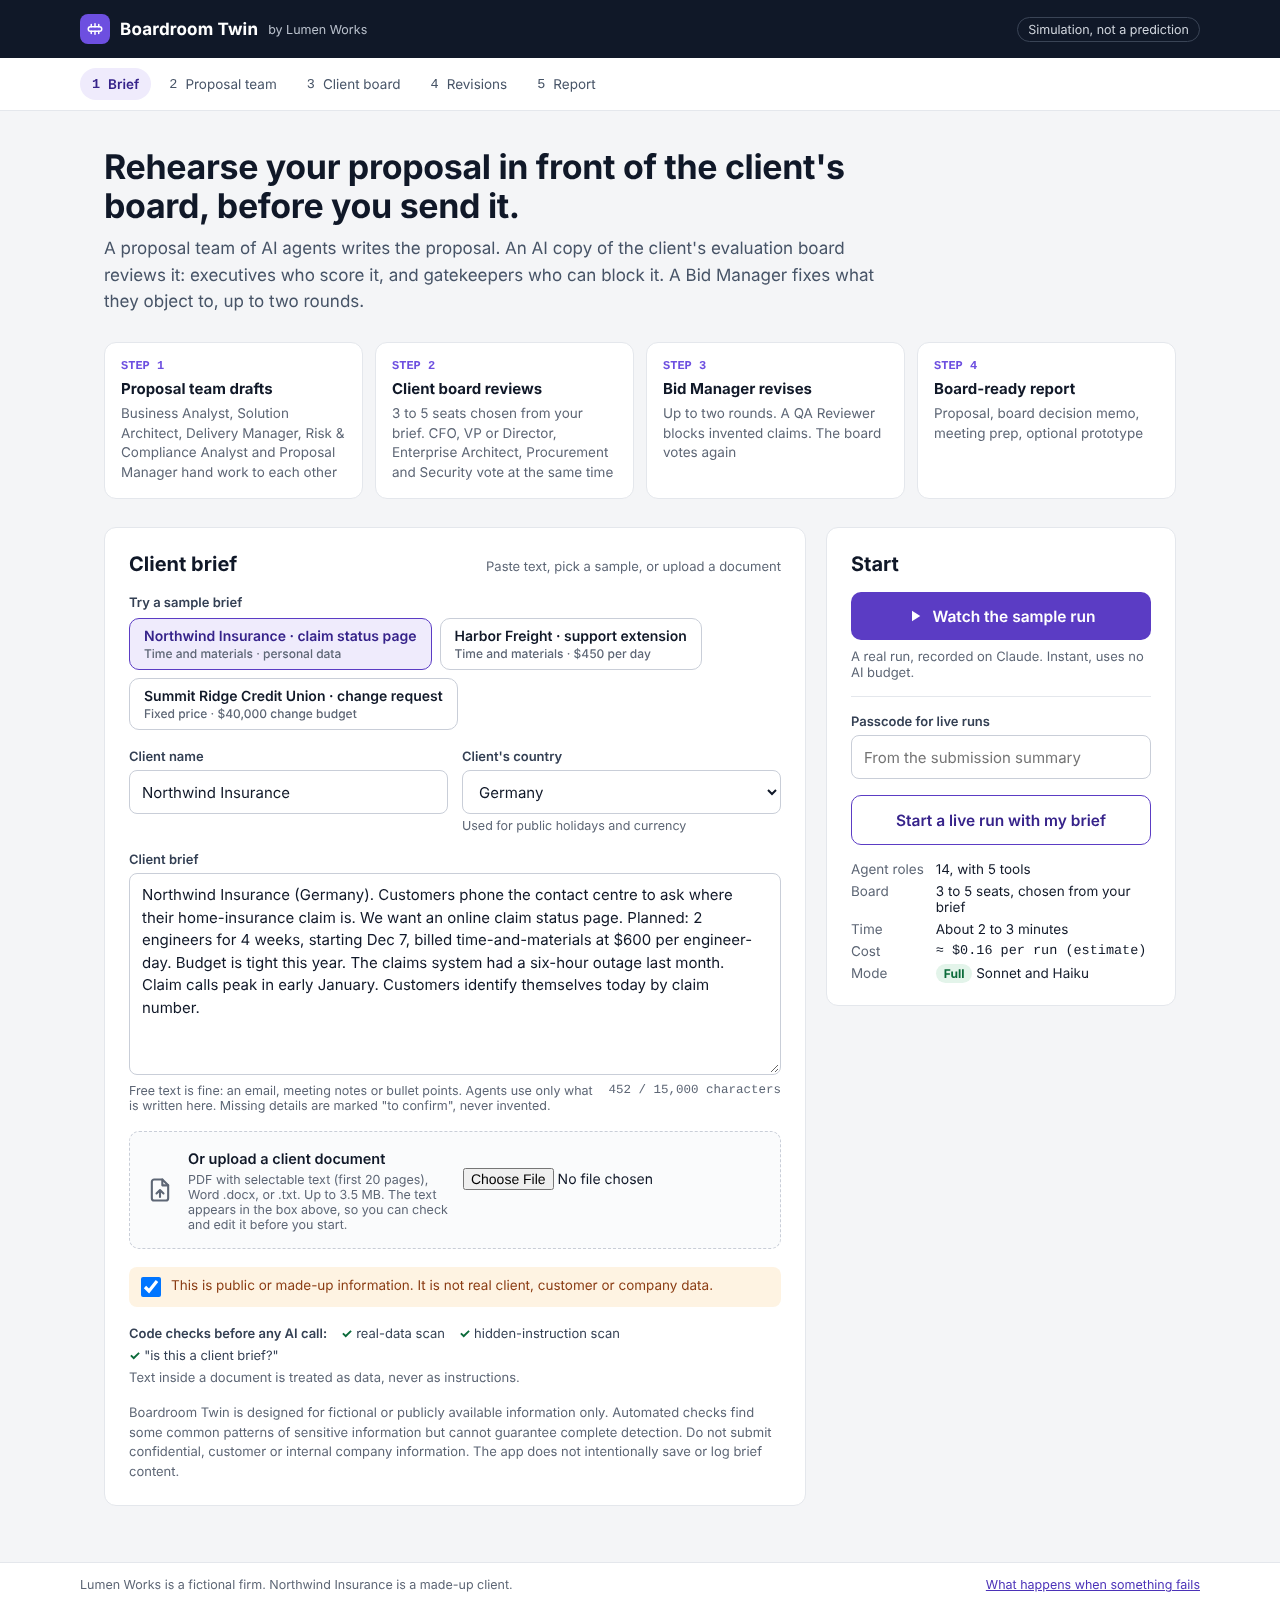 Boardroom Twin by Lumen Works
Simulation, not a prediction
1 Brief
2 Proposal team
3 Client board
4 Revisions
5 Report
Rehearse your proposal in front of the client's
board, before you send it.
A proposal team of AI agents writes the proposal. An AI copy of the client's evaluation board
reviews it: executives who score it, and gatekeepers who can block it. A Bid Manager fixes what
they object to, up to two rounds.
STEP 1
Proposal team drafts
Business Analyst, Solution
Architect, Delivery Manager, Risk &
Compliance Analyst and Proposal
Manager hand work to each other
STEP 2
Client board reviews
3 to 5 seats chosen from your
brief. CFO, VP or Director,
Enterprise Architect, Procurement
and Security vote at the same time
STEP 3
Bid Manager revises
Up to two rounds. A QA Reviewer
blocks invented claims. The board
votes again
STEP 4
Board-ready report
Proposal, board decision memo,
meeting prep, optional prototype
Client brief
Paste text, pick a sample, or upload a document
Try a sample brief
Northwind Insurance · claim status page
Time and materials · personal data
Harbor Freight · support extension
Time and materials · $450 per day
Summit Ridge Credit Union · change request
Fixed price · $40,000 change budget
Client name
Northwind Insurance
Client's country
Germany
Used for public holidays and currency
Client brief
Northwind Insurance (Germany). Customers phone the contact centre to ask where
their home-insurance claim is. We want an online claim status page. Planned: 2
engineers for 4 weeks, starting Dec 7, billed time-and-materials at $600 per engineer-
day. Budget is tight this year. The claims system had a six-hour outage last month.
Claim calls peak in early January. Customers identify themselves today by claim
number.
Free text is fine: an email, meeting notes or bullet points. Agents use only what
is written here. Missing details are marked "to confirm", never invented.
452 / 15,000 characters
Or upload a client document
PDF with selectable text (first 20 pages),
Word .docx, or .txt. Up to 3.5 MB. The text
appears in the box above, so you can check
and edit it before you start.
Choose File No file chosen
This is public or made-up information. It is not real client, customer or company data.
Code checks before any AI call: ✓ real-data scan ✓ hidden-instruction scan
✓ "is this a client brief?"
Text inside a document is treated as data, never as instructions.
Boardroom Twin is designed for fictional or publicly available information only. Automated checks find
some common patterns of sensitive information but cannot guarantee complete detection. Do not submit
confidential, customer or internal company information. The app does not intentionally save or log brief
content.
Start
Watch the sample run
A real run, recorded on Claude. Instant, uses no
AI budget.
Passcode for live runs
From the submission summary
Start a live run with my brief
Agent roles 14, with 5 tools
Board 3 to 5 seats, chosen from your
brief
Time About 2 to 3 minutes
Cost ≈ $0.16 per run (estimate)
Mode Full Sonnet and Haiku
Lumen Works is a fictional firm. Northwind Insurance is a made-up client.
What happens when something fails